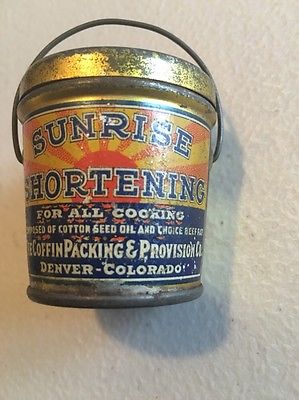 SUNRISE
SHORTENING
FOR ALL COOKING
COMPOSED OF COTTON SEED OIL AND CHOICE BEEF FAT
THE COFFIN PACKING & PROVISION CO.
DENVER-COLORADO